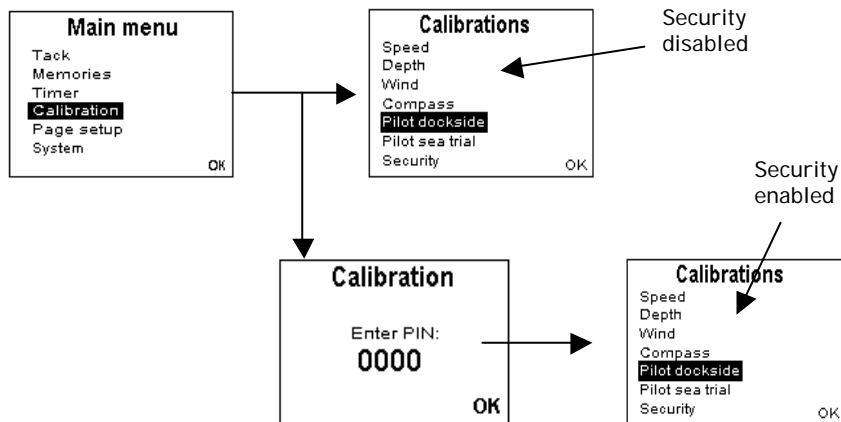 Main menu
Tack
Memories
Timer
Calibration
Page setup
System
OK
Calibrations
Speed
Depth
Wind
Compass
Pilot dockside
Pilot sea trial
Security
OK
Security
disabled
Calibration
Enter PIN:
0000
OK
Security
enabled
Calibrations
Speed
Depth
Wind
Compass
Pilot dockside
Pilot sea trial
Security
OK